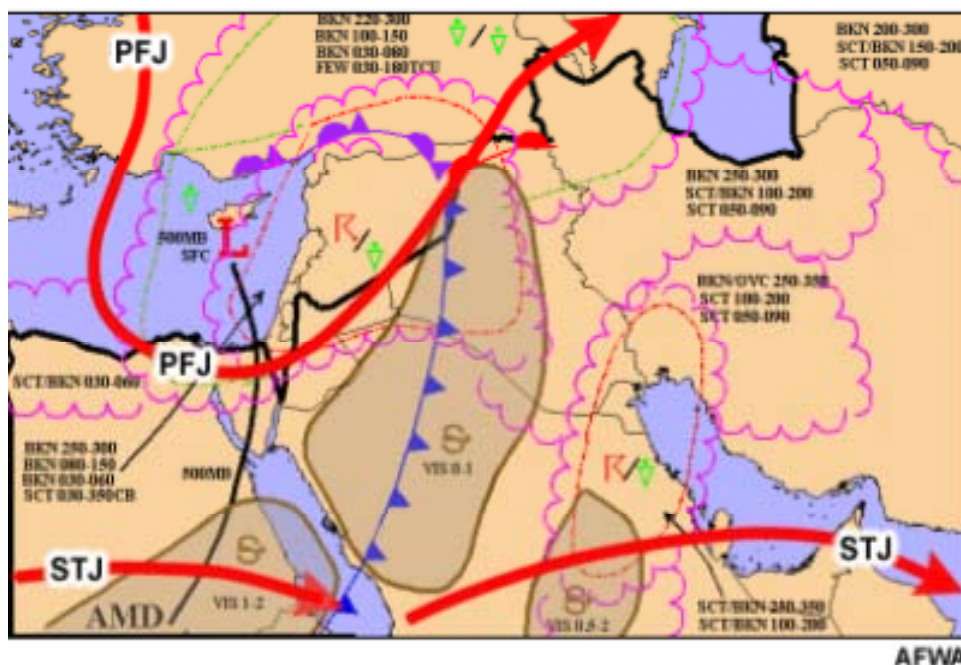 PFJ
BKN 220-300
BKN 100-150
BKN 030-080
FEW 030-180TCU
BKN 200-300
SCT/BKN 150-200
SCT 050-090
BKN 250-300
SCT/BKN 100-200
SCT 050-090
500MB
SFC
L
BKN/OVC 250-350
SCT 100-200
SCT 050-090
PFJ
SCT/BKN 030-060
BKN 250-300
BKN 080-150
BKN 030-060
SCT 030-350CB
500MB
VIS 0-1
STJ
STJ
VIS 1-2
AMD
VIS 0.5-2
SCT/BKN 250-350
SCT/BKN 100-200
AFWA